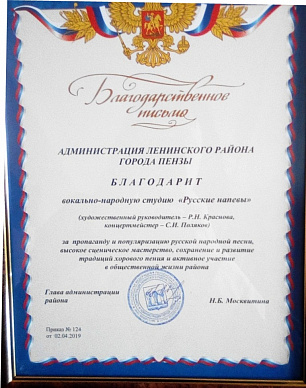 Благодарственное
письмо
АДМИНИСТРАЦИЯ ЛЕНИНСКОГО РАЙОНА
ГОРОДА ПЕНЗЫ
БЛАГОДАРИТ
вокально-народную студию «Русские напевы»
(художественный руководитель – Р.Н. Краснова,
концертмейстер – С.Н. Поляков)
за пропаганду и популяризацию русской народной песни,
высокое сценическое мастерство, сохранение и развитие
традиций хорового пения и активное участие
в общественной жизни района
Глава администрации
района
Н.Б. Москвитина
Приказ № 124
от 02.04.2019